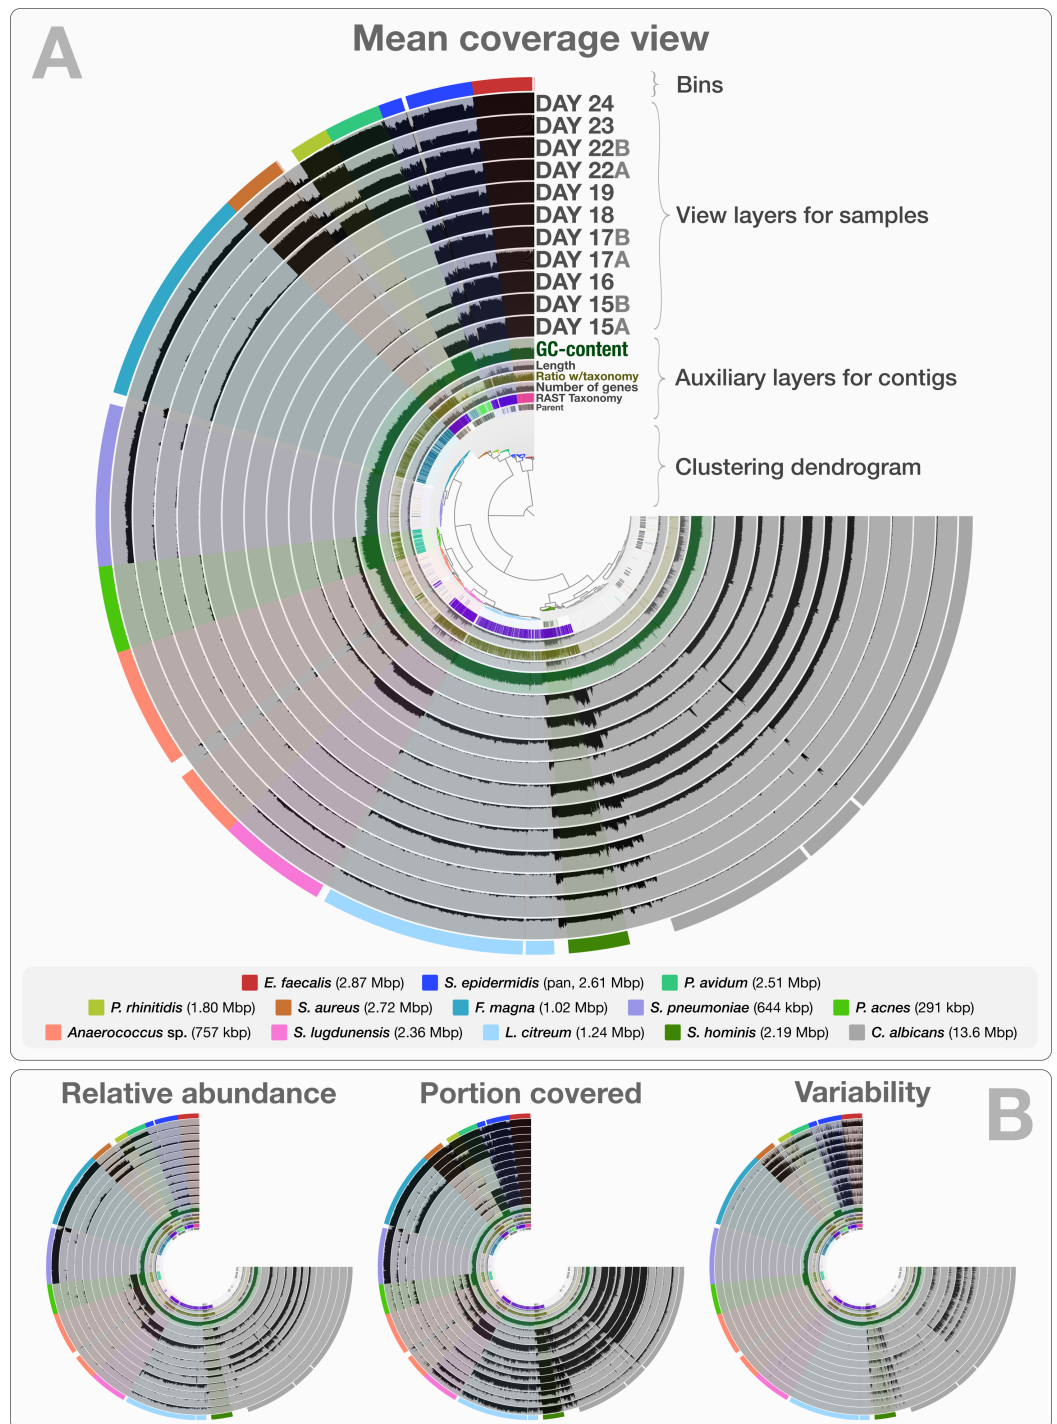 A
Mean coverage view
Bins
DAY 24
DAY 23
DAY 22B
DAY 22A
DAY 19
DAY 18
DAY 17B
DAY 17A
DAY 16
DAY 15B
DAY 15A
View layers for samples
GC-content
Length
Ratio w/taxonomy
Number of genes
RAST Taxonomy
Parent
Auxiliary layers for contigs
Clustering dendrogram
E. faecalis (2.87 Mbp) S. epidermidis (pan, 2.61 Mbp) P. avidum (2.51 Mbp)
P. rhinitidis (1.80 Mbp) S. aureus (2.72 Mbp) F. magna (1.02 Mbp) S. pneumoniae (644 kbp) P. acnes (291 kbp)
Anaerococcus sp. (757 kbp) S. lugdunensis (2.36 Mbp) L. citreum (1.24 Mbp) S. hominis (2.19 Mbp) C. albicans (13.6 Mbp)
Relative abundance Portion covered Variability
B